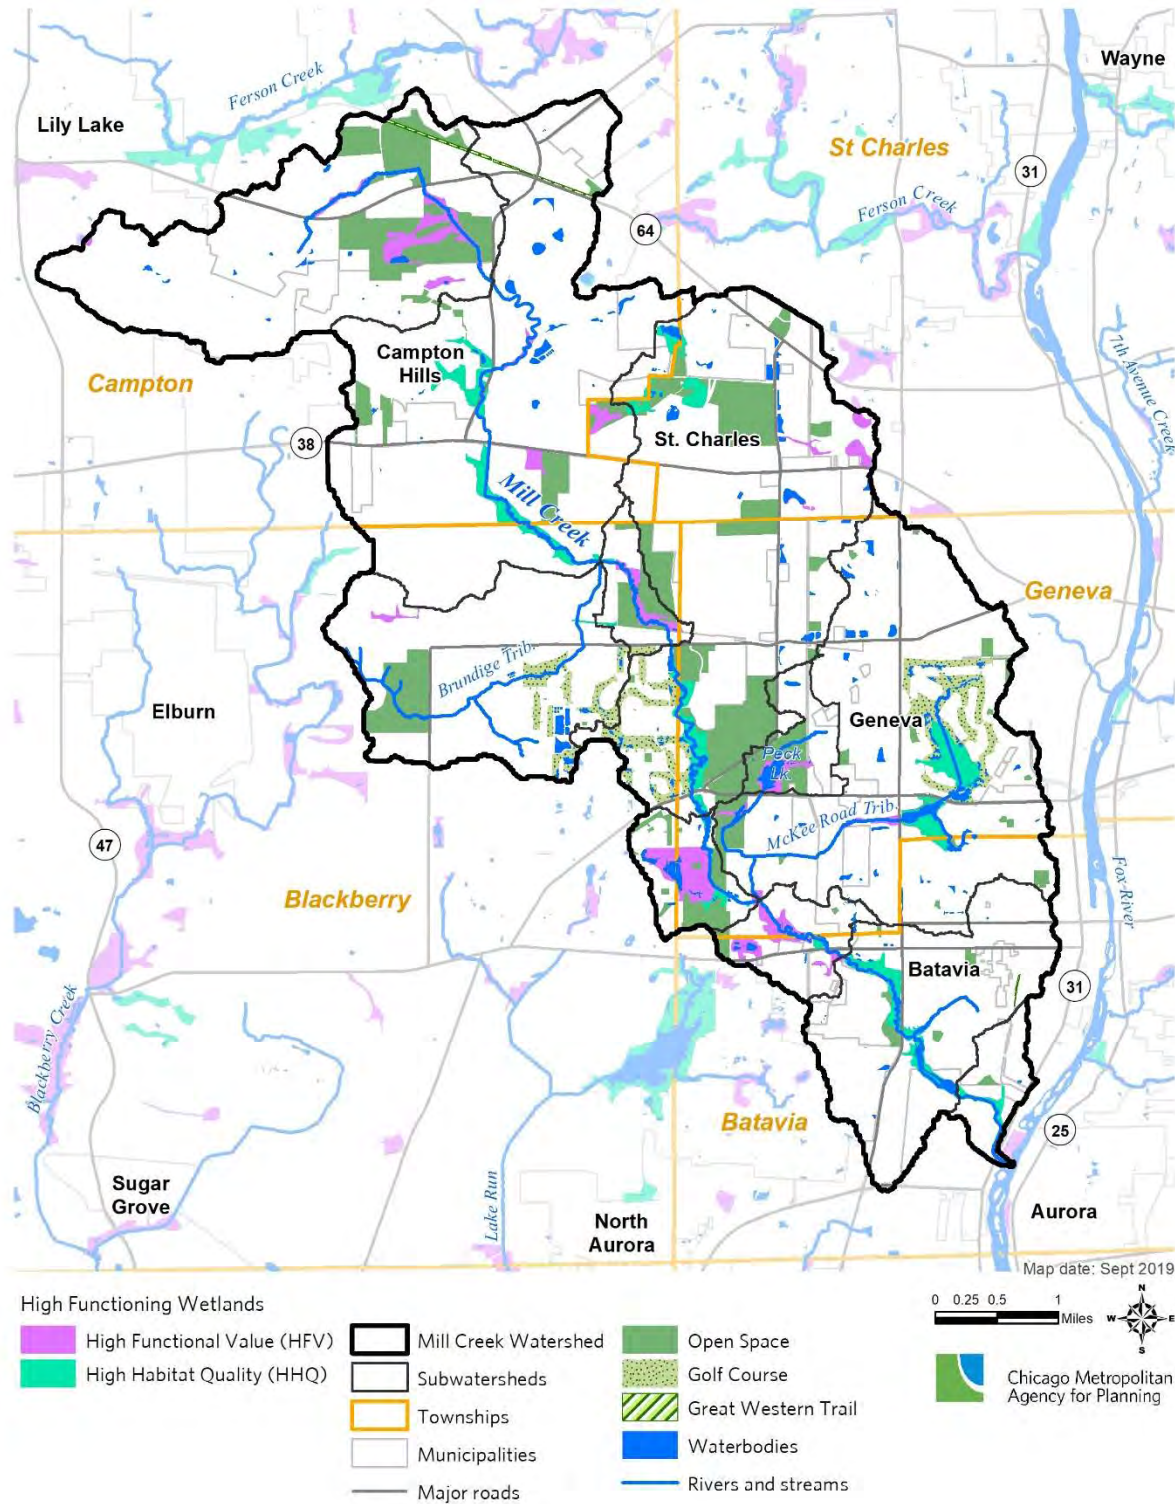 Wayne
Ferson Creek
Lily Lake
St Charles
31
Ferson Creek
64
7th Avenue Creek
Campton
Hills
Campton
38
St. Charles
Mill Creek
Geneva
Brundige Trib.
Elburn
Geneva
Peck
Lk.
McKee Road Trib.
47
Blackberry
Fox River
Batavia
31
Blackberry Creek
Batavia
25
Sugar
Grove
Lake Run
North
Aurora
Aurora
Map date: Sept 2019
High Functioning Wetlands
High Functional Value (HFV)
High Habitat Quality (HHQ)
Mill Creek Watershed
Subwatersheds
Townships
Municipalities
Major roads
Open Space
Golf Course
Great Western Trail
Waterbodies
Rivers and streams
0 0.25 0.5 1
Miles
N
W E
S
Chicago Metropolitan
Agency for Planning